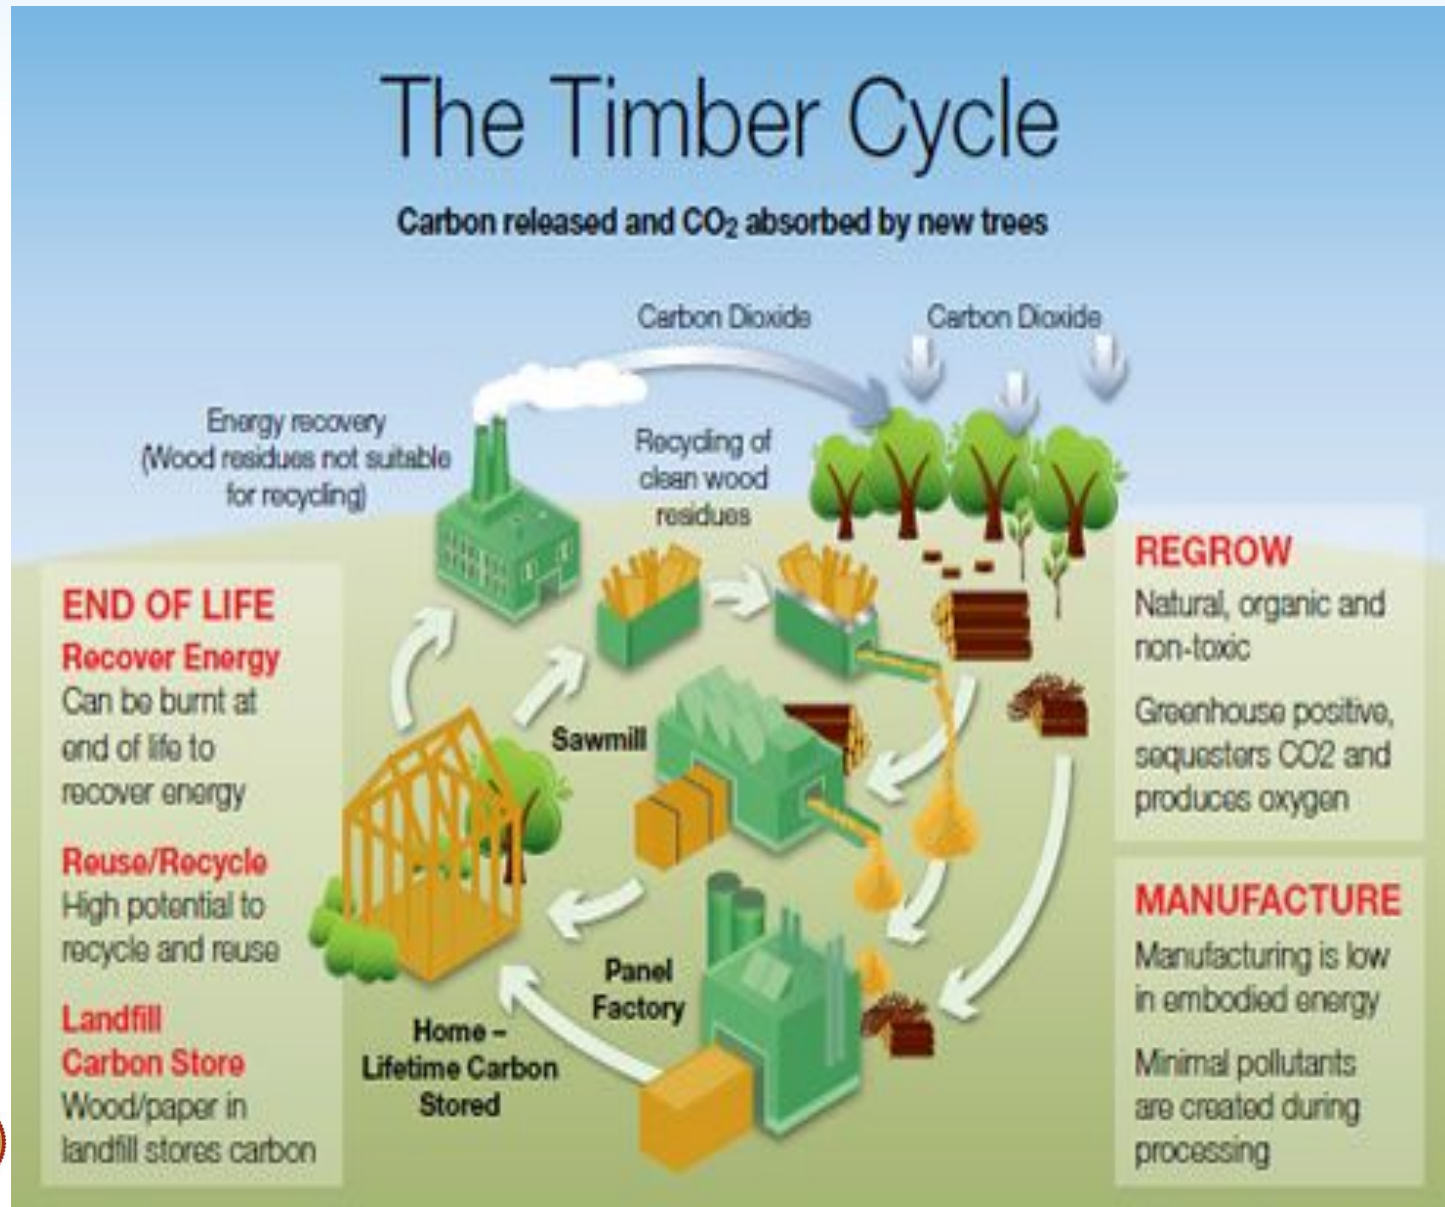 The Timber Cycle
Carbon released and CO₂ absorbed by new trees
Carbon Dioxide
Carbon Dioxide
Energy recovery
(Wood residues not suitable
for recycling)
Recycling of
clean wood
residues
END OF LIFE
Recover Energy
Can be burnt at
end of life to
recover energy
Reuse/Recycle
High potential to
recycle and reuse
Landfill
Carbon Store
Wood/paper in
landfill stores carbon
Sawmill
Panel
Factory
Home –
Lifetime Carbon
Stored
REGROW
Natural, organic and
non-toxic
Greenhouse positive,
sequesters CO2 and
produces oxygen
MANUFACTURE
Manufacturing is low
in embodied energy
Minimal pollutants
are created during
processing